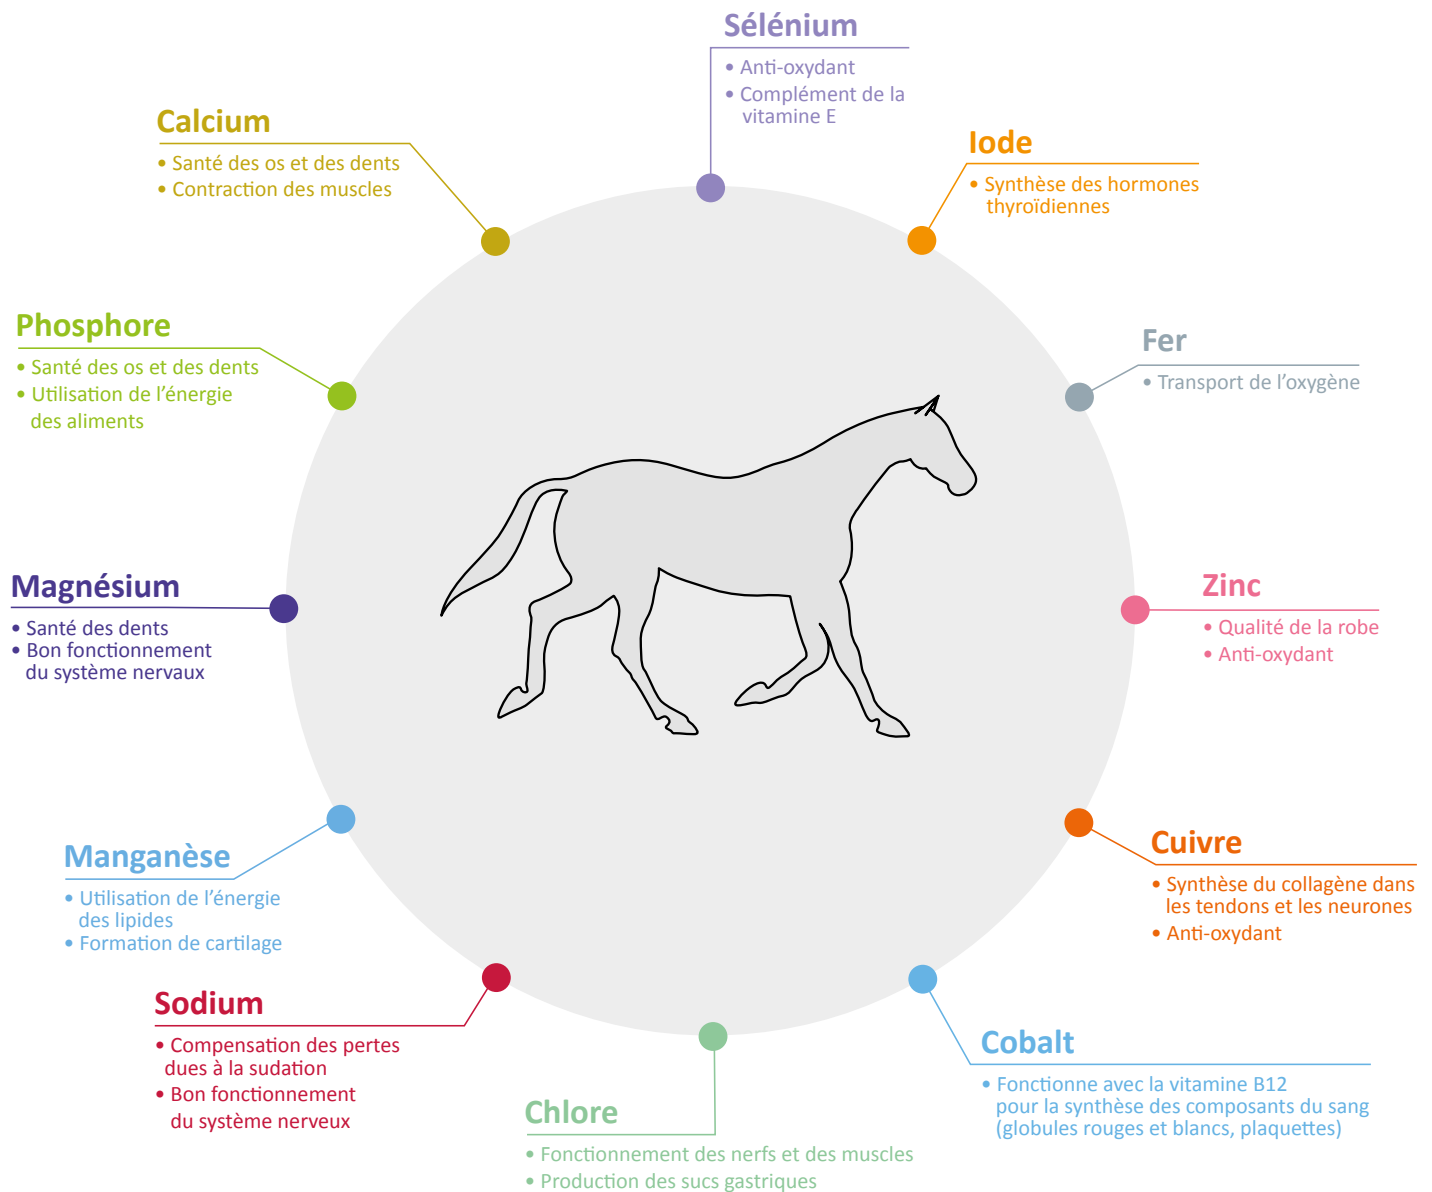 Sélénium
• Anti-oxydant
• Complément de la
vitamine E
Calcium
• Santé des os et des dents
• Contraction des muscles
Iode
• Synthèse des hormones
thyroïdiennes
Phosphore
• Santé des os et des dents
• Utilisation de l’énergie
des aliments
Fer
• Transport de l’oxygène
Magnésium
• Santé des dents
• Bon fonctionnement
du système nervaux
Zinc
• Qualité de la robe
• Anti-oxydant
Manganèse
• Utilisation de l’énergie
des lipides
• Formation de cartilage
Cuivre
• Synthèse du collagène dans
les tendons et les neurones
• Anti-oxydant
Sodium
• Compensation des pertes
dues à la sudation
• Bon fonctionnement
du système nerveux
Cobalt
• Fonctionne avec la vitamine B12
pour la synthèse des composants du sang
(globules rouges et blancs, plaquettes)
Chlore
• Fonctionnement des nerfs et des muscles
• Production des sucs gastriques